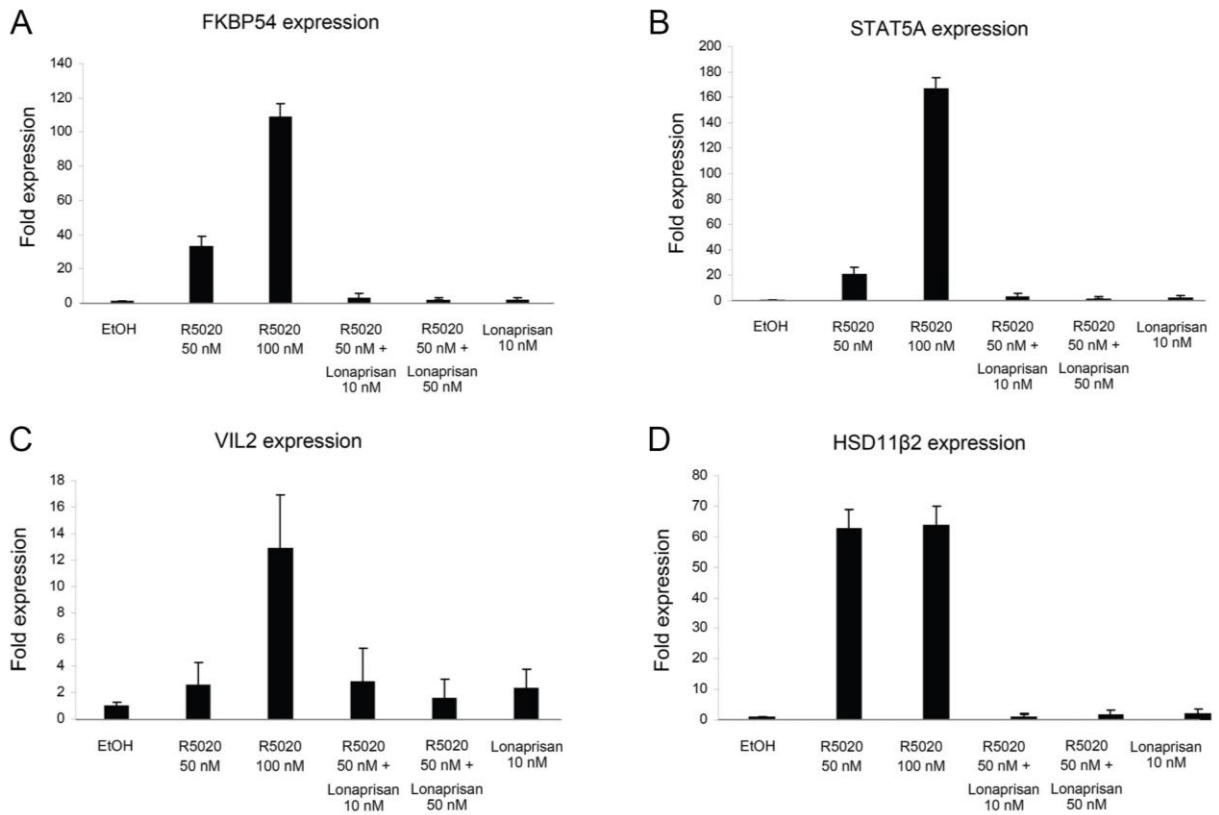 A
FKBP54 expression
Fold expression
140
120
100
80
60
40
20
0
EtOH
R5020
50 nM
R5020
100 nM
R5020
50 nM +
Lonaprisan
10 nM
R5020
50 nM +
Lonaprisan
50 nM
Lonaprisan
10 nM
B
STAT5A expression
Fold expression
200
180
160
140
120
100
80
60
40
20
0
EtOH
R5020
50 nM
R5020
100 nM
R5020
50 nM +
Lonaprisan
10 nM
R5020
50 nM +
Lonaprisan
50 nM
Lonaprisan
10 nM
C
VIL2 expression
Fold expression
18
16
14
12
10
8
6
4
2
0
EtOH
R5020
50 nM
R5020
100 nM
R5020
50 nM +
Lonaprisan
10 nM
R5020
50 nM +
Lonaprisan
50 nM
Lonaprisan
10 nM
D
HSD11β2 expression
Fold expression
80
70
60
50
40
30
20
10
0
EtOH
R5020
50 nM
R5020
100 nM
R5020
50 nM +
Lonaprisan
10 nM
R5020
50 nM +
Lonaprisan
50 nM
Lonaprisan
10 nM